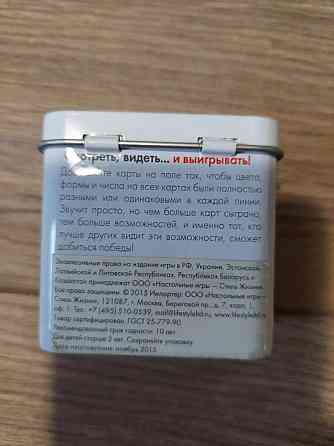 смотреть, видеть... и выигрывать!
Добавляйте карты на поле так, чтобы цвета,
формы и числа на всех картах были полностью
разными или одинаковыми в каждой линии.
Звучит просто, но чем больше карт сыграно,
тем больше возможностей, и именно тот, кто
лучше других видит эти возможности, сможет
добиться победы!
Эксклюзивные права на издание игры в РФ, Украине, Эстонской,
Латвийской и Литовской Республиках, Республике Беларусь и
Казахстан принадлежат ООО «Настольные игры — Стиль Жизни».
Все права защищены. © 2015 Импортер: ООО «Настольные игры —
Стиль Жизни», 121087, г. Москва, Береговой пр-д, 7, корп. 1,
оф. 1. Тел.: +7 (495) 510-0539, mail@lifestyleltd.ru, www.lifestyleltd.ru
Товар сертифицирован. ГОСТ 25-779-90.
Рекомендованный срок годности: 10 лет
Для детей старше 3 лет. Сохраняйте упаковку
Дата изготовления: ноябрь 2015